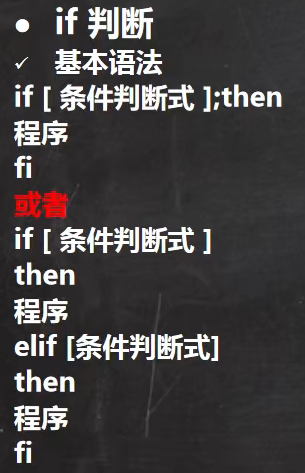 ● if 判断
✓ 基本语法
if [ 条件判断式 ];then
程序
fi
或者
if [ 条件判断式 ]
then
程序
elif [条件判断式]
then
程序
fi